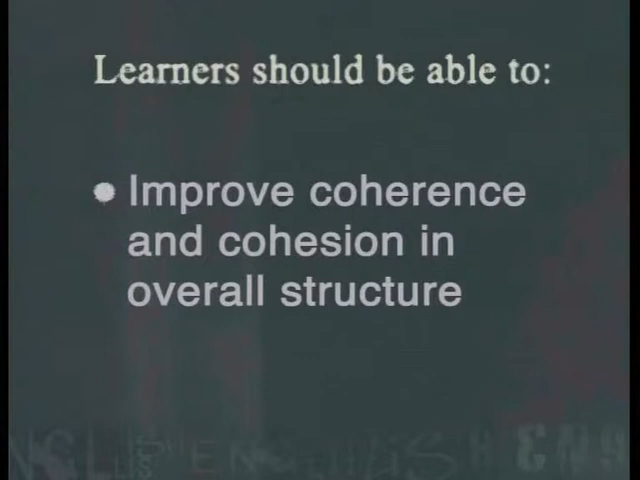 Learners should be able to:
• Improve coherence
and cohesion in
overall structure